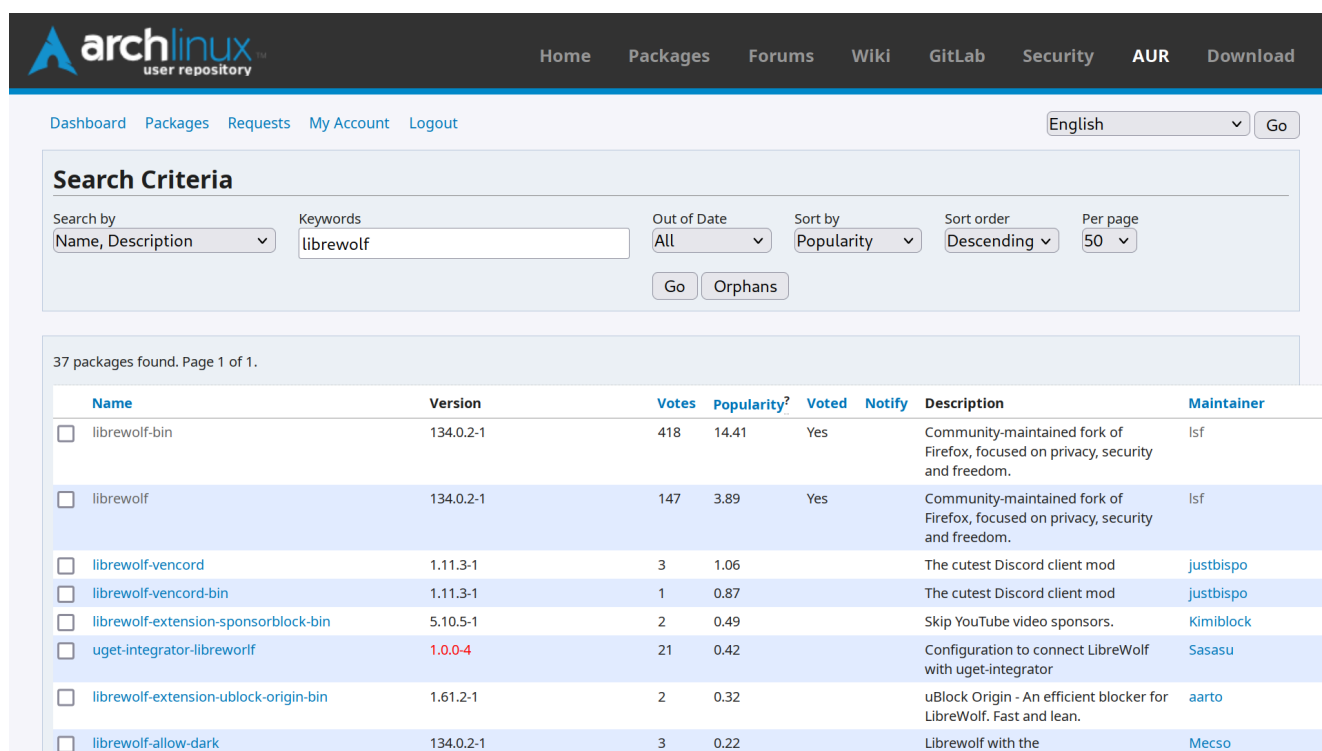 archlinux™
user repository
Home Packages Forums Wiki GitLab Security AUR Download
Dashboard Packages Requests My Account Logout English Go
Search Criteria
Search by Keywords Out of Date Sort by Sort order Per page
Name, Description librewolf All Popularity Descending 50
Go Orphans
37 packages found. Page 1 of 1.
Name Version Votes Popularity? Voted Notify Description Maintainer
librewolf-bin 134.0.2-1 418 14.41 Yes Community-maintained fork of lsf
Firefox, focused on privacy, security
and freedom.
librewolf 134.0.2-1 147 3.89 Yes Community-maintained fork of lsf
Firefox, focused on privacy, security
and freedom.
librewolf-vencord 1.11.3-1 3 1.06 The cutest Discord client mod justbispo
librewolf-vencord-bin 1.11.3-1 1 0.87 The cutest Discord client mod justbispo
librewolf-extension-sponsorblock-bin 5.10.5-1 2 0.49 Skip YouTube video sponsors. Kimiblock
uget-integrator-libreworlf 1.0.0-4 21 0.42 Configuration to connect LibreWolf Sasasu
with uget-integrator
librewolf-extension-ublock-origin-bin 1.61.2-1 2 0.32 uBlock Origin - An efficient blocker for aarto
LibreWolf. Fast and lean.
librewolf-allow-dark 134.0.2-1 3 0.22 Librewolf with the Mecso